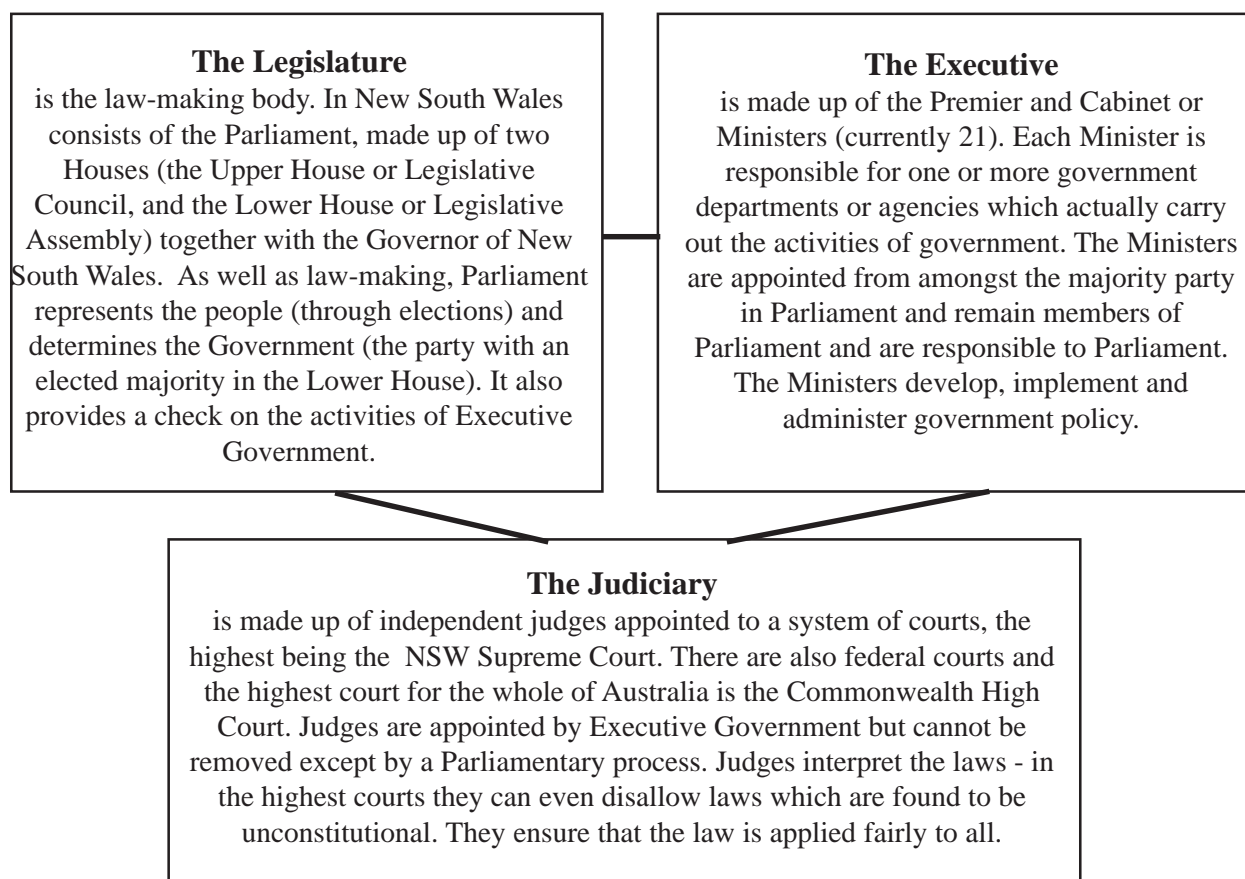 The Legislature
is the law-making body. In New South Wales
consists of the Parliament, made up of two
Houses (the Upper House or Legislative
Council, and the Lower House or Legislative
Assembly) together with the Governor of New
South Wales.  As well as law-making, Parliament
represents the people (through elections) and
determines the Government (the party with an
elected majority in the Lower House). It also
provides a check on the activities of Executive
Government.
The Executive
is made up of the Premier and Cabinet or
Ministers (currently 21). Each Minister is
responsible for one or more government
departments or agencies which actually carry
out the activities of government. The Ministers
are appointed from amongst the majority party
in Parliament and remain members of
Parliament and are responsible to Parliament.
The Ministers develop, implement and
administer government policy.
The Judiciary
is made up of independent judges appointed to a system of courts, the
highest being the  NSW Supreme Court. There are also federal courts and
the highest court for the whole of Australia is the Commonwealth High
Court. Judges are appointed by Executive Government but cannot be
removed except by a Parliamentary process. Judges interpret the laws - in
the highest courts they can even disallow laws which are found to be
unconstitutional. They ensure that the law is applied fairly to all.